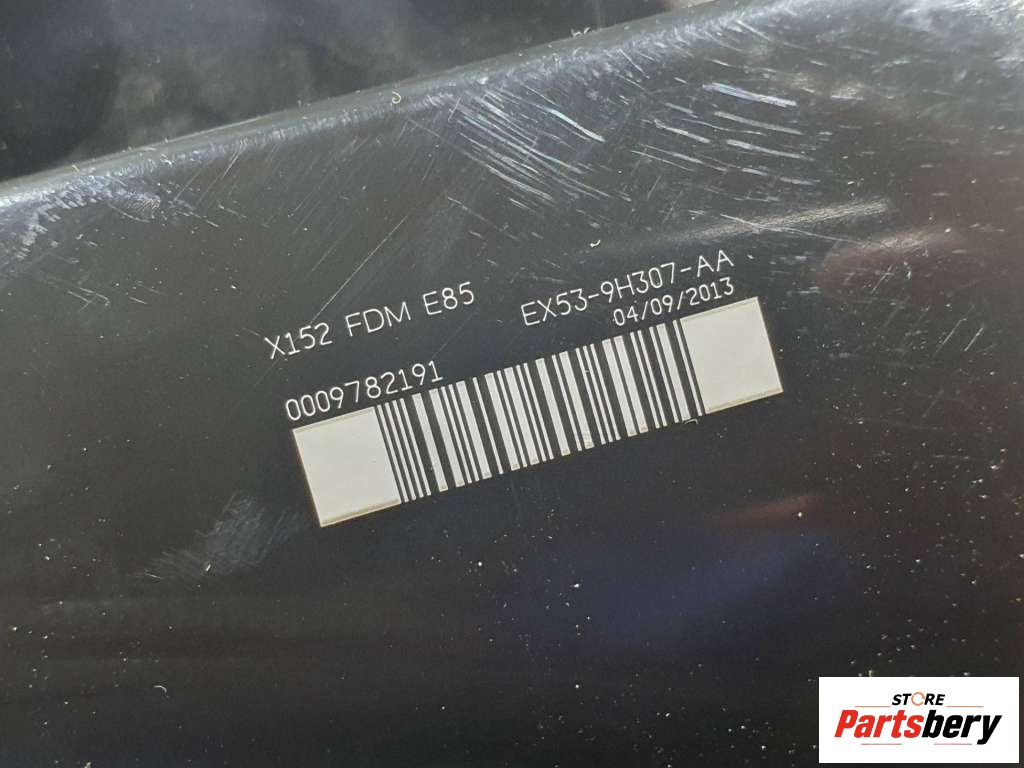 X152 FDM E85
EX53-9H307-AA
04/09/2013
0009782191
STORE
Partsbery